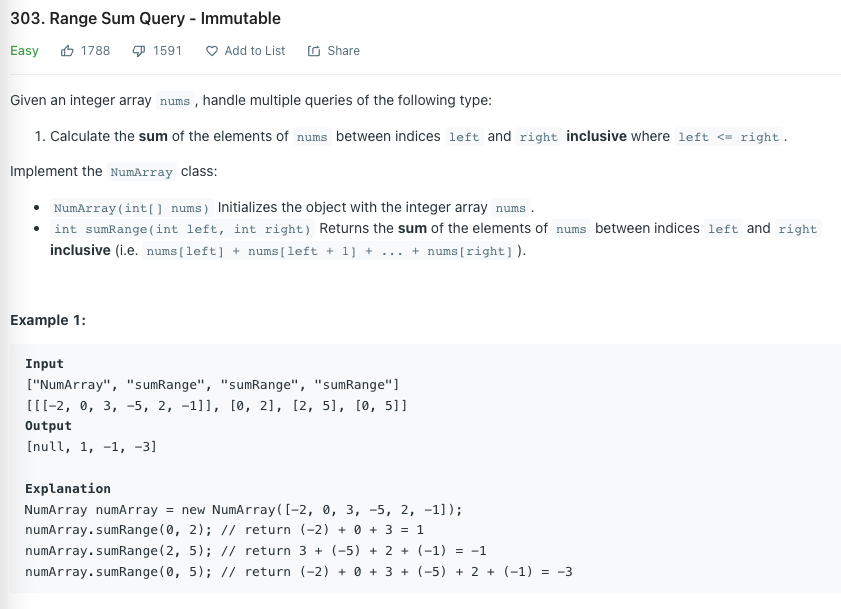 303. Range Sum Query - Immutable
Easy 1788 1591 Add to List Share
Given an integer array nums , handle multiple queries of the following type:
1. Calculate the sum of the elements of nums between indices left and right inclusive where left <= right .
Implement the NumArray class:
• NumArray(int[] nums) Initializes the object with the integer array nums .
• int sumRange(int left, int right) Returns the sum of the elements of nums between indices left and right
inclusive (i.e. nums[left] + nums[left + 1] + ... + nums[right] ).
Example 1:
Input
["NumArray", "sumRange", "sumRange", "sumRange"]
[[[-2, 0, 3, -5, 2, -1]], [0, 2], [2, 5], [0, 5]]
Output
[null, 1, -1, -3]
Explanation
NumArray numArray = new NumArray([-2, 0, 3, -5, 2, -1]);
numArray.sumRange(0, 2); // return (-2) + 0 + 3 = 1
numArray.sumRange(2, 5); // return 3 + (-5) + 2 + (-1) = -1
numArray.sumRange(0, 5); // return (-2) + 0 + 3 + (-5) + 2 + (-1) = -3